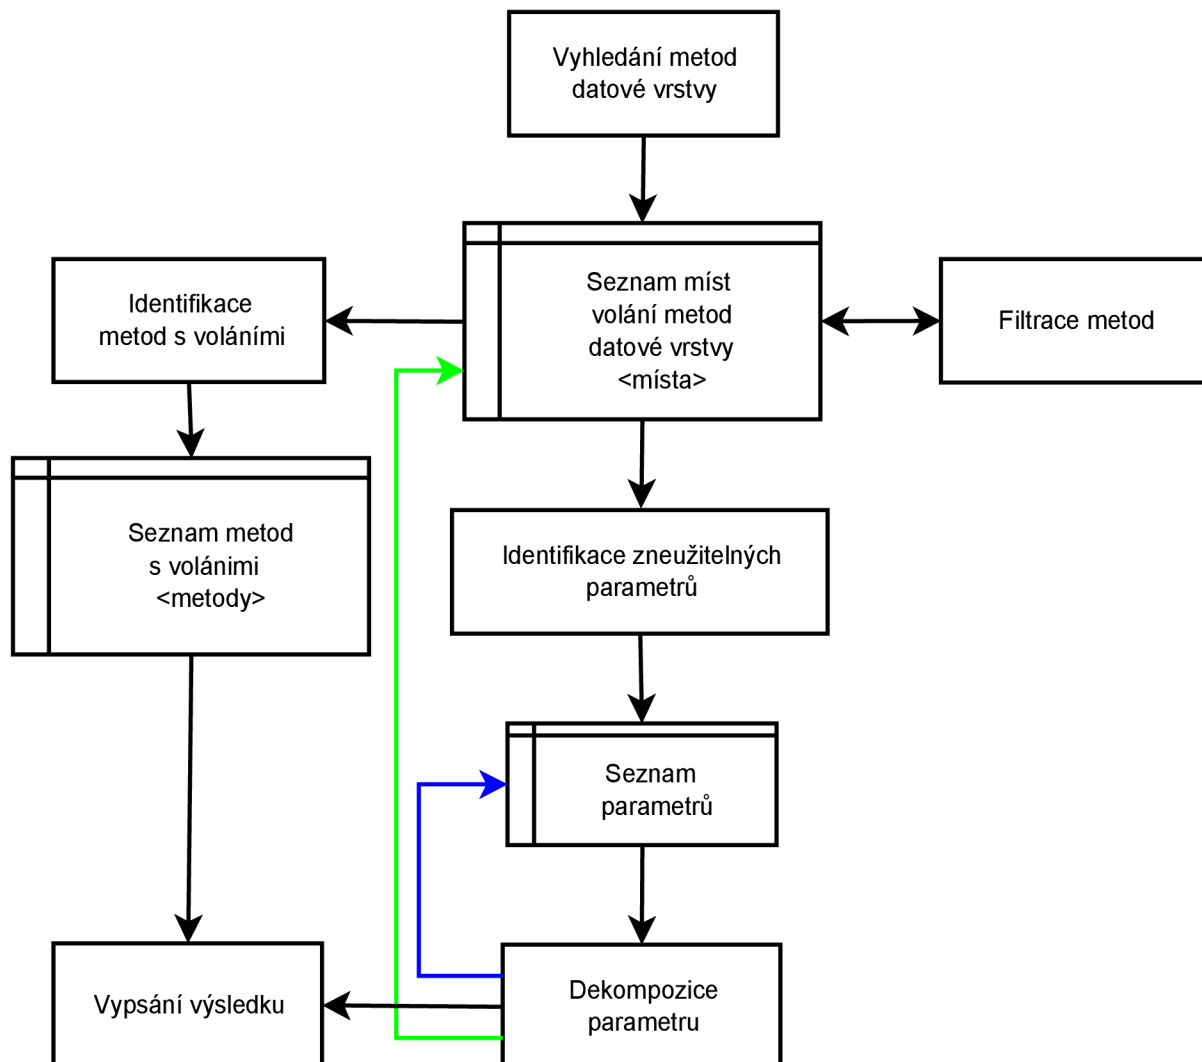 Vyhledání metod
datové vrstvy
Seznam míst
volání metod
datové vrstvy
<místa>
Identifikace
metod s voláními
Filtrace metod
Seznam metod
s volánimi
<metody>
Identifikace zneužitelných
parametrů
Seznam
parametrů
Vypsání výsledku
Dekompozice
parametru